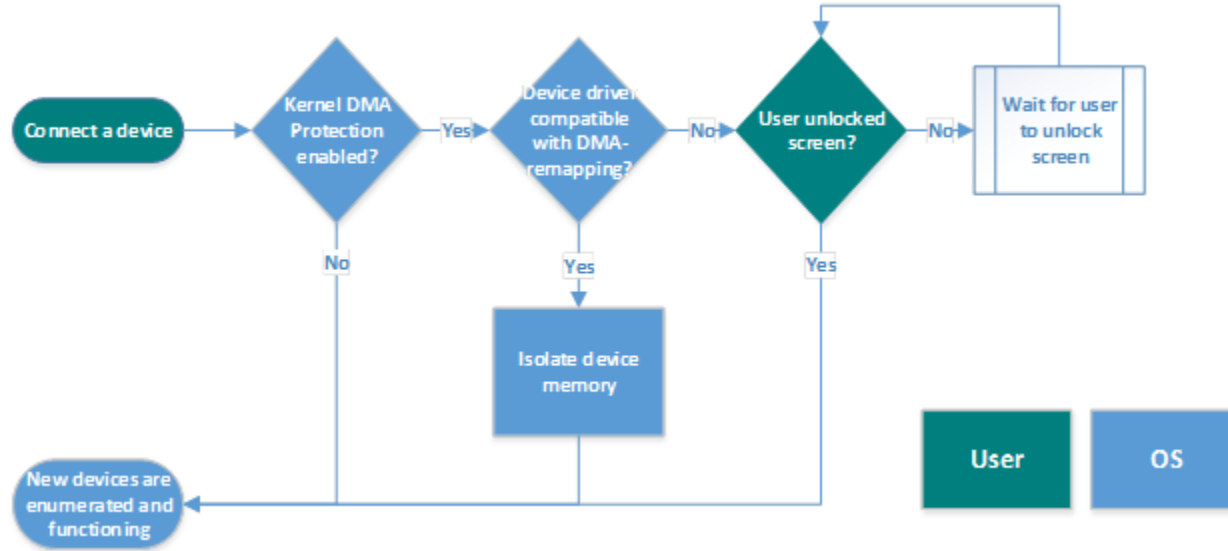 Connect a device
Kernel DMA
Protection
enabled?
Yes
No
Device driver
compatible
with DMA-
remapping?
No
Yes
User unlocked
screen?
No
Yes
Wait for user
to unlock
screen
Isolate device
memory
New devices are
enumerated and
functioning
User
OS